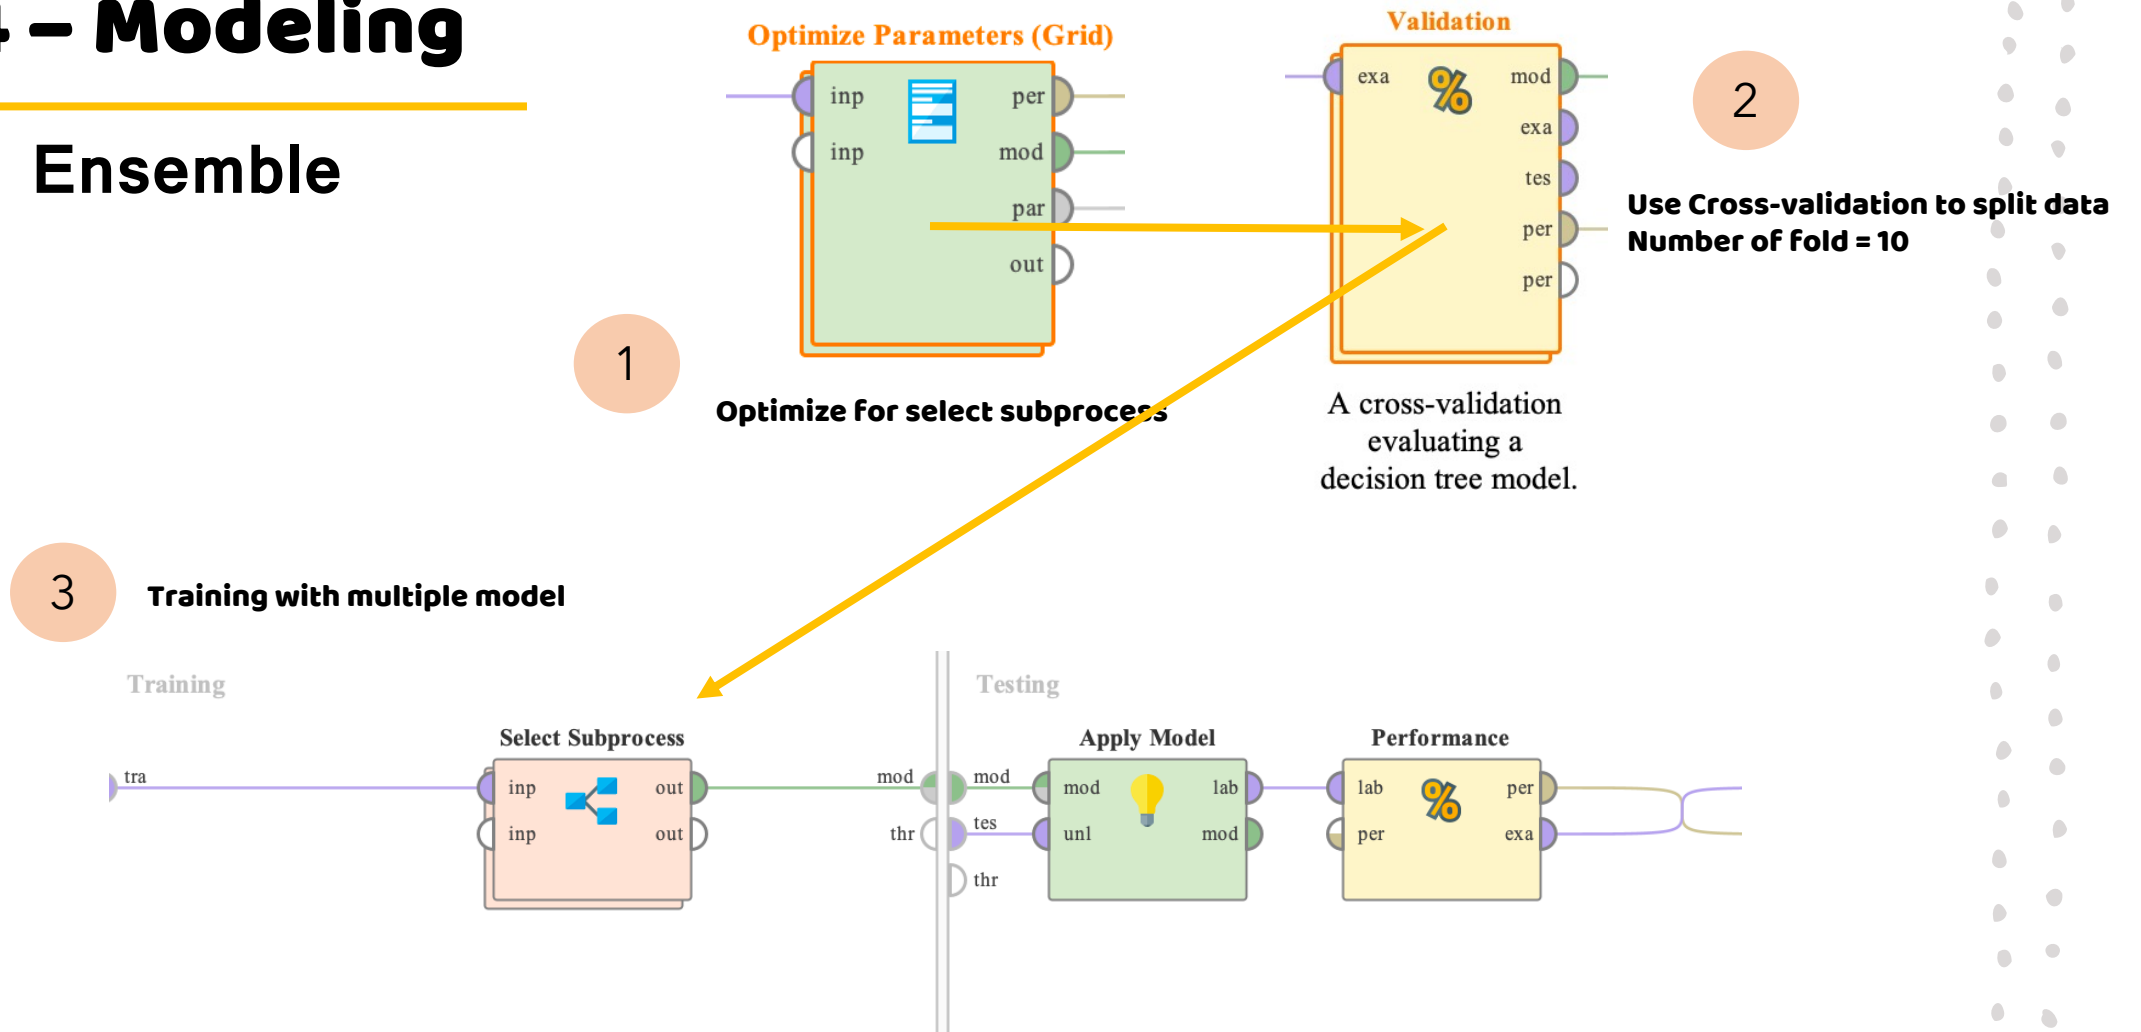 4 – Modeling
Ensemble
Optimize Parameters (Grid)
inp
inp
per
mod
par
out
1
Optimize for select subprocess
Validation
exa
%
mod
exa
tes
per
per
A cross-validation
evaluating a
decision tree model.
2
Use Cross-validation to split data
Number of fold = 10
3
Training with multiple model
Training
tra
Select Subprocess
inp
inp
out
out
mod
thr
Testing
mod
tes
thr
Apply Model
mod
unl
lab
mod
Performance
lab
per
%
per
exa